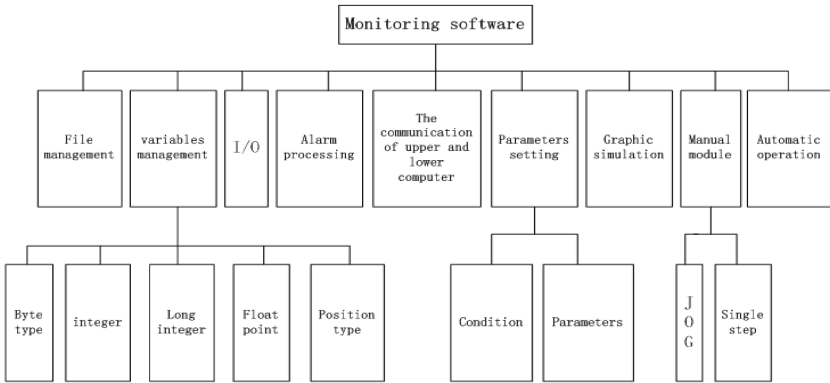 Monitoring software
File
management
variables
management
I/O
Alarm
processing
The
communication
of upper and
lower
computer
Parameters
setting
Graphic
simulation
Manual
module
Automatic
operation
Byte
type
integer
Long
integer
Float
point
Position
type
Condition
Parameters
J
O
G
Single
step